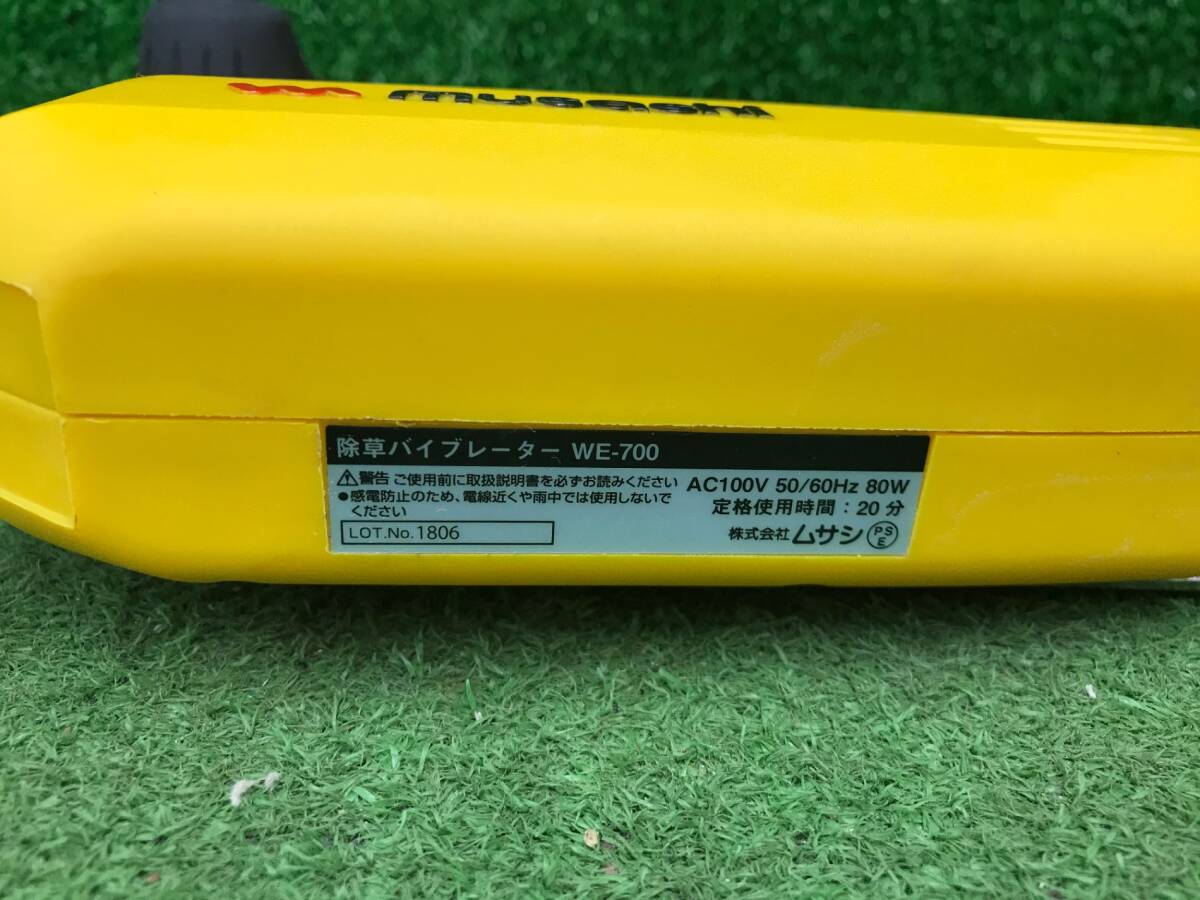 musashi
除草バイブレーター WE-700
⚠警告 ご使用前に取扱説明書を必ずお読みください
●感電防止のため、電線近くや雨中では使用しないで
ください
LOT.No. 1806
AC100V 50/60Hz 80W
定格使用時間：20分
株式会社ムサシ PSE